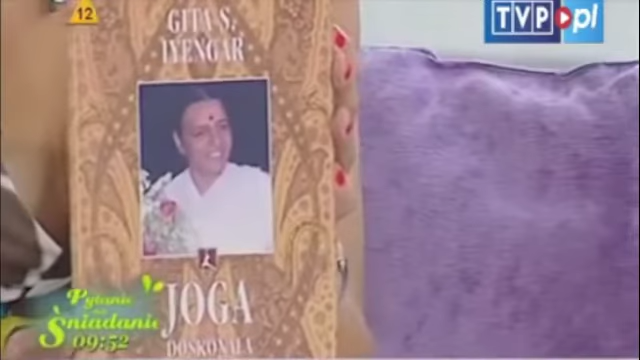 12
TVP.pl
GITA S.
IYENGAR
JOGA
DOSKONAŁA
Pytanie
na
Śniadanie
09:52